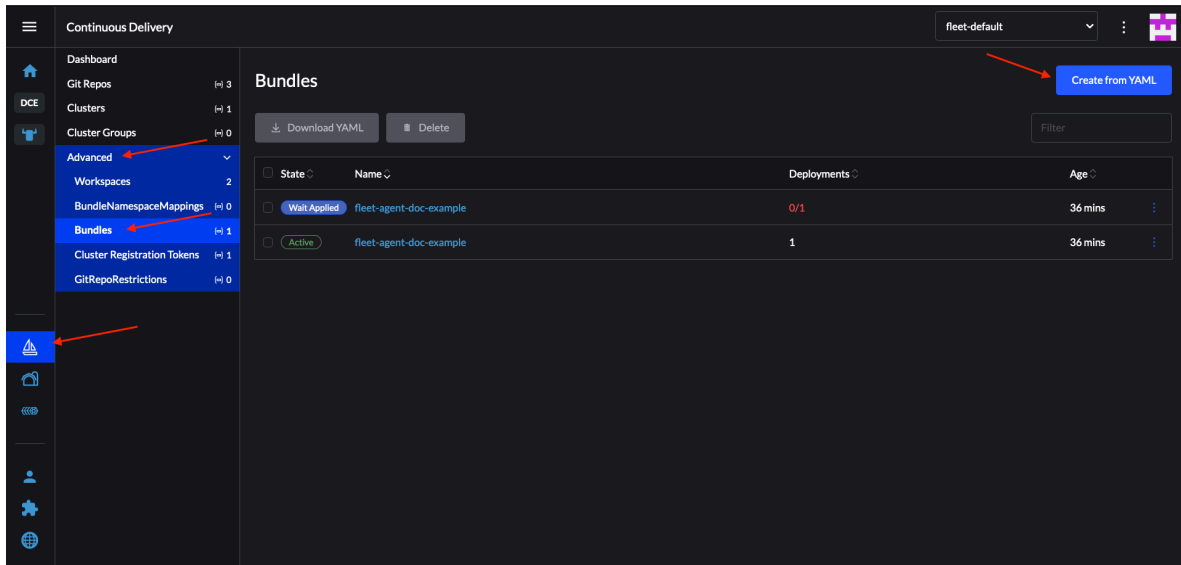 Continuous Delivery
fleet-default
DCE
Dashboard
Git Repos 3
Clusters 1
Cluster Groups 0
Advanced
Workspaces 2
BundleNamespaceMappings 0
Bundles 1
Cluster Registration Tokens 1
GitRepoRestrictions 0
Bundles
Create from YAML
Download YAML Delete
Filter
State Name Deployments Age
Wait Applied fleet-agent-doc-example 0/1 36 mins
Active fleet-agent-doc-example 1 36 mins